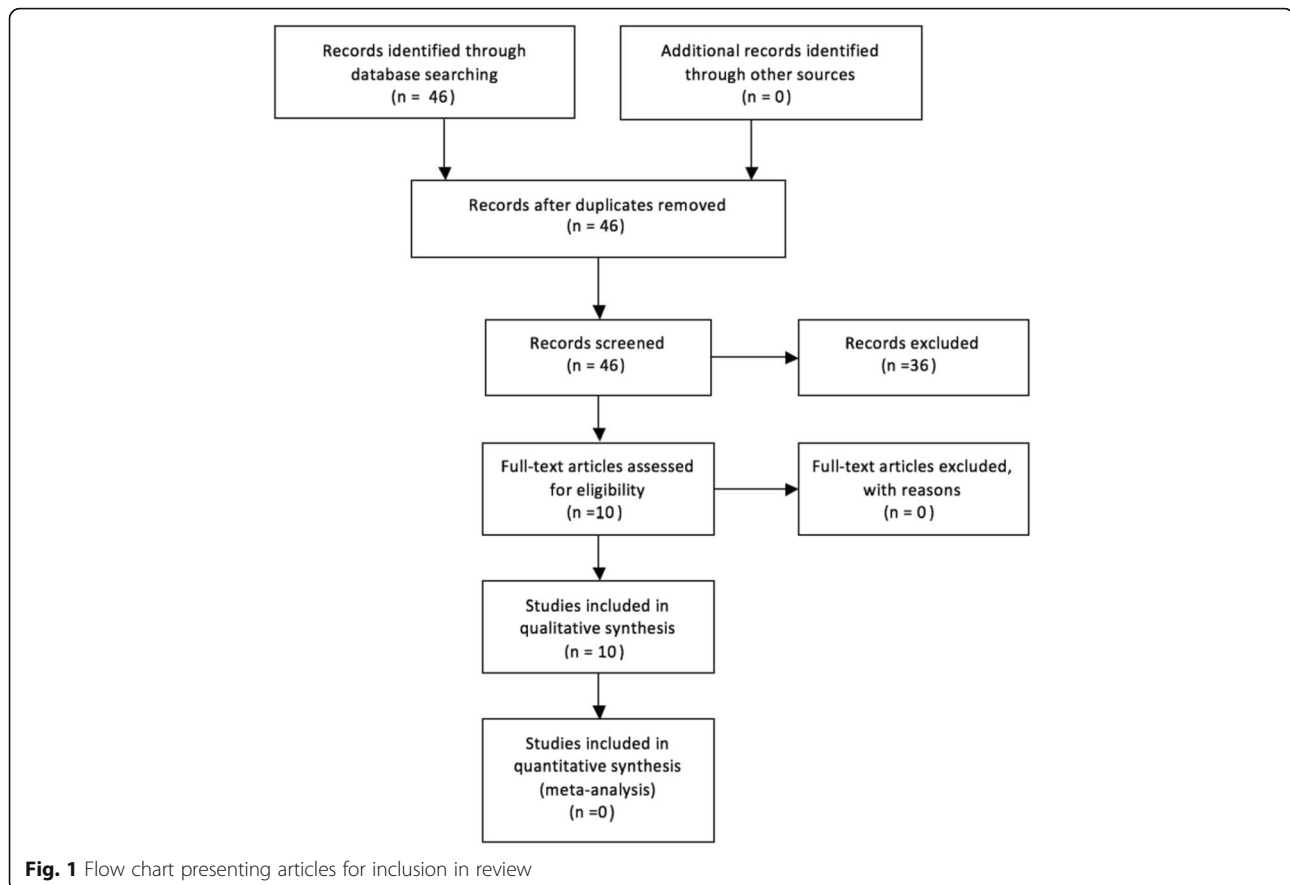 Records identified through
database searching
(n = 46)
Additional records identified
through other sources
(n = 0)
Records after duplicates removed
(n = 46)
Records screened
(n = 46)
Records excluded
(n =36)
Full-text articles assessed
for eligibility
(n =10)
Full-text articles excluded,
with reasons
(n = 0)
Studies included in
qualitative synthesis
(n = 10)
Studies included in
quantitative synthesis
(meta-analysis)
(n =0)
Fig. 1 Flow chart presenting articles for inclusion in review